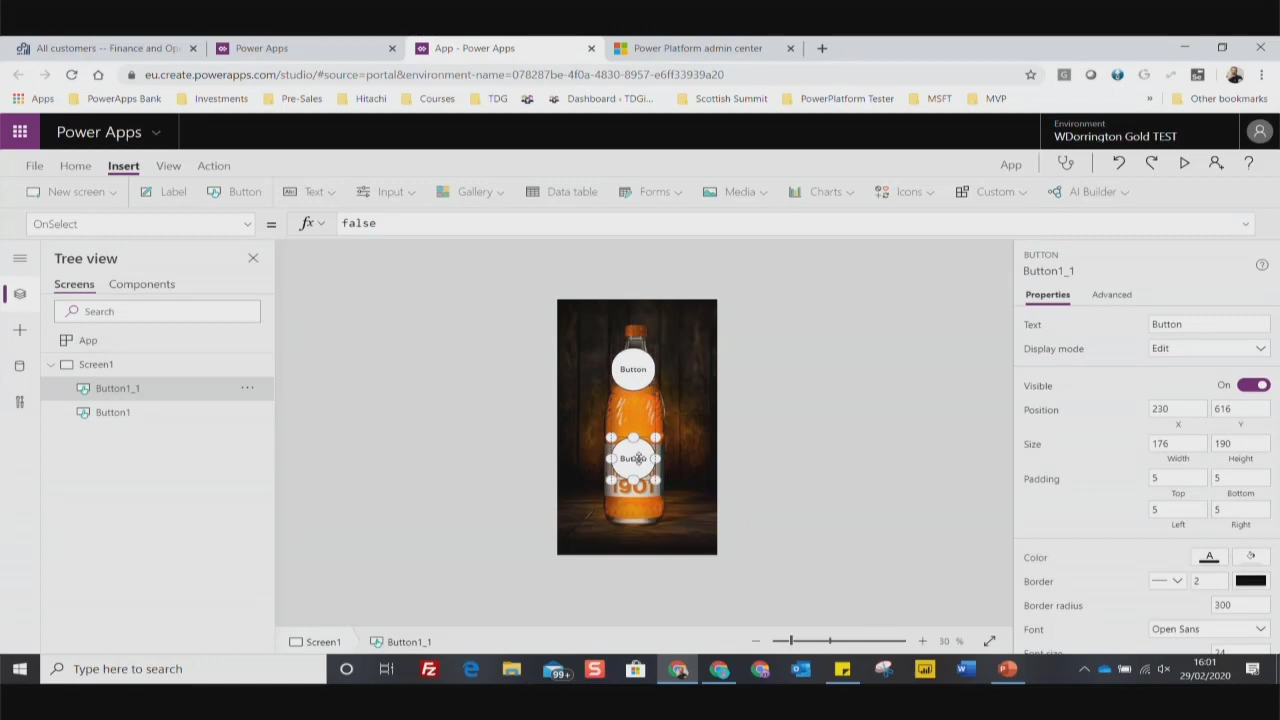 All customers -- Finance and Op
Power Apps
App - Power Apps
Power Platform admin center
eu.create.powerapps.com/studio/#source=portal&environment-name=078287be-4f0a-4830-8957-e6ff33939a20
Apps
PowerApps Bank
Investments
Pre-Sales
Hitachi
Courses
TDG
Dashboard ‹ TDGi...
Scottish Summit
PowerPlatform Tester
MSFT
MVP
»
Other bookmarks
Power Apps
Environment
WDorrington Gold TEST
File
Home
Insert
View
Action
App
New screen
Label
Button
Text
Input
Gallery
Data table
Forms
Media
Charts
Icons
Custom
AI Builder
OnSelect
=
fx
false
Tree view
Screens
Components
Search
App
Screen1
Button1_1
Button1
Button
Button
1901
BUTTON
Button1_1
Properties
Advanced
Text
Button
Display mode
Edit
Visible
On
Position
230
616
X
Y
Size
176
190
Width
Height
Padding
5
5
Top
Bottom
5
5
Left
Right
Color
A
Border
2
Border radius
300
Font
Open Sans
Screen1
Button1_1
30 %
Type here to search
99+
16:01
29/02/2020